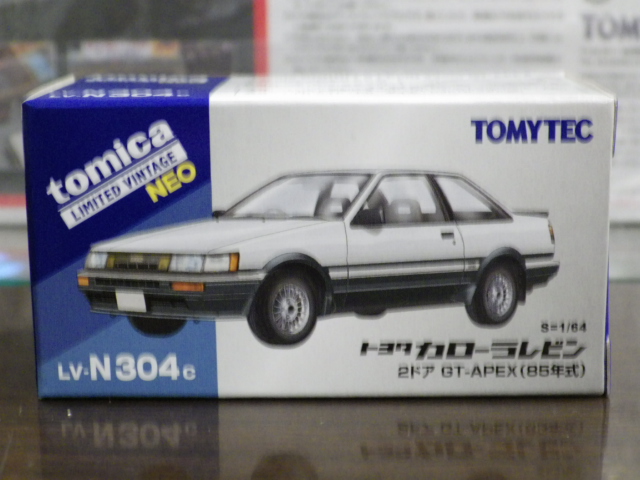 TOMY
tomica
LIMITED VINTAGE
NEO
TOMYTEC
S=1/64
トヨタ カローラレビン
2ドア GT-APEX(85年式)
LV-N304c